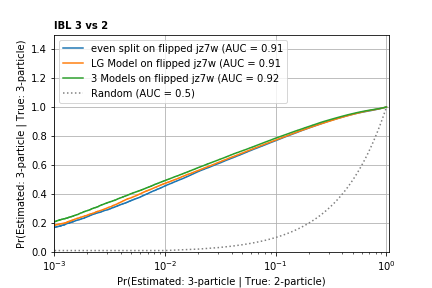 IBL 3 vs 2
even split on flipped jz7w (AUC = 0.91
LG Model on flipped jz7w (AUC = 0.91
3 Models on flipped jz7w (AUC = 0.92
Random (AUC = 0.5)
Pr(Estimated: 3-particle | True: 3-particle)
1.4
1.2
1.0
0.8
0.6
0.4
0.2
0.0
10⁻³
10⁻²
10⁻¹
10⁰
Pr(Estimated: 3-particle | True: 2-particle)